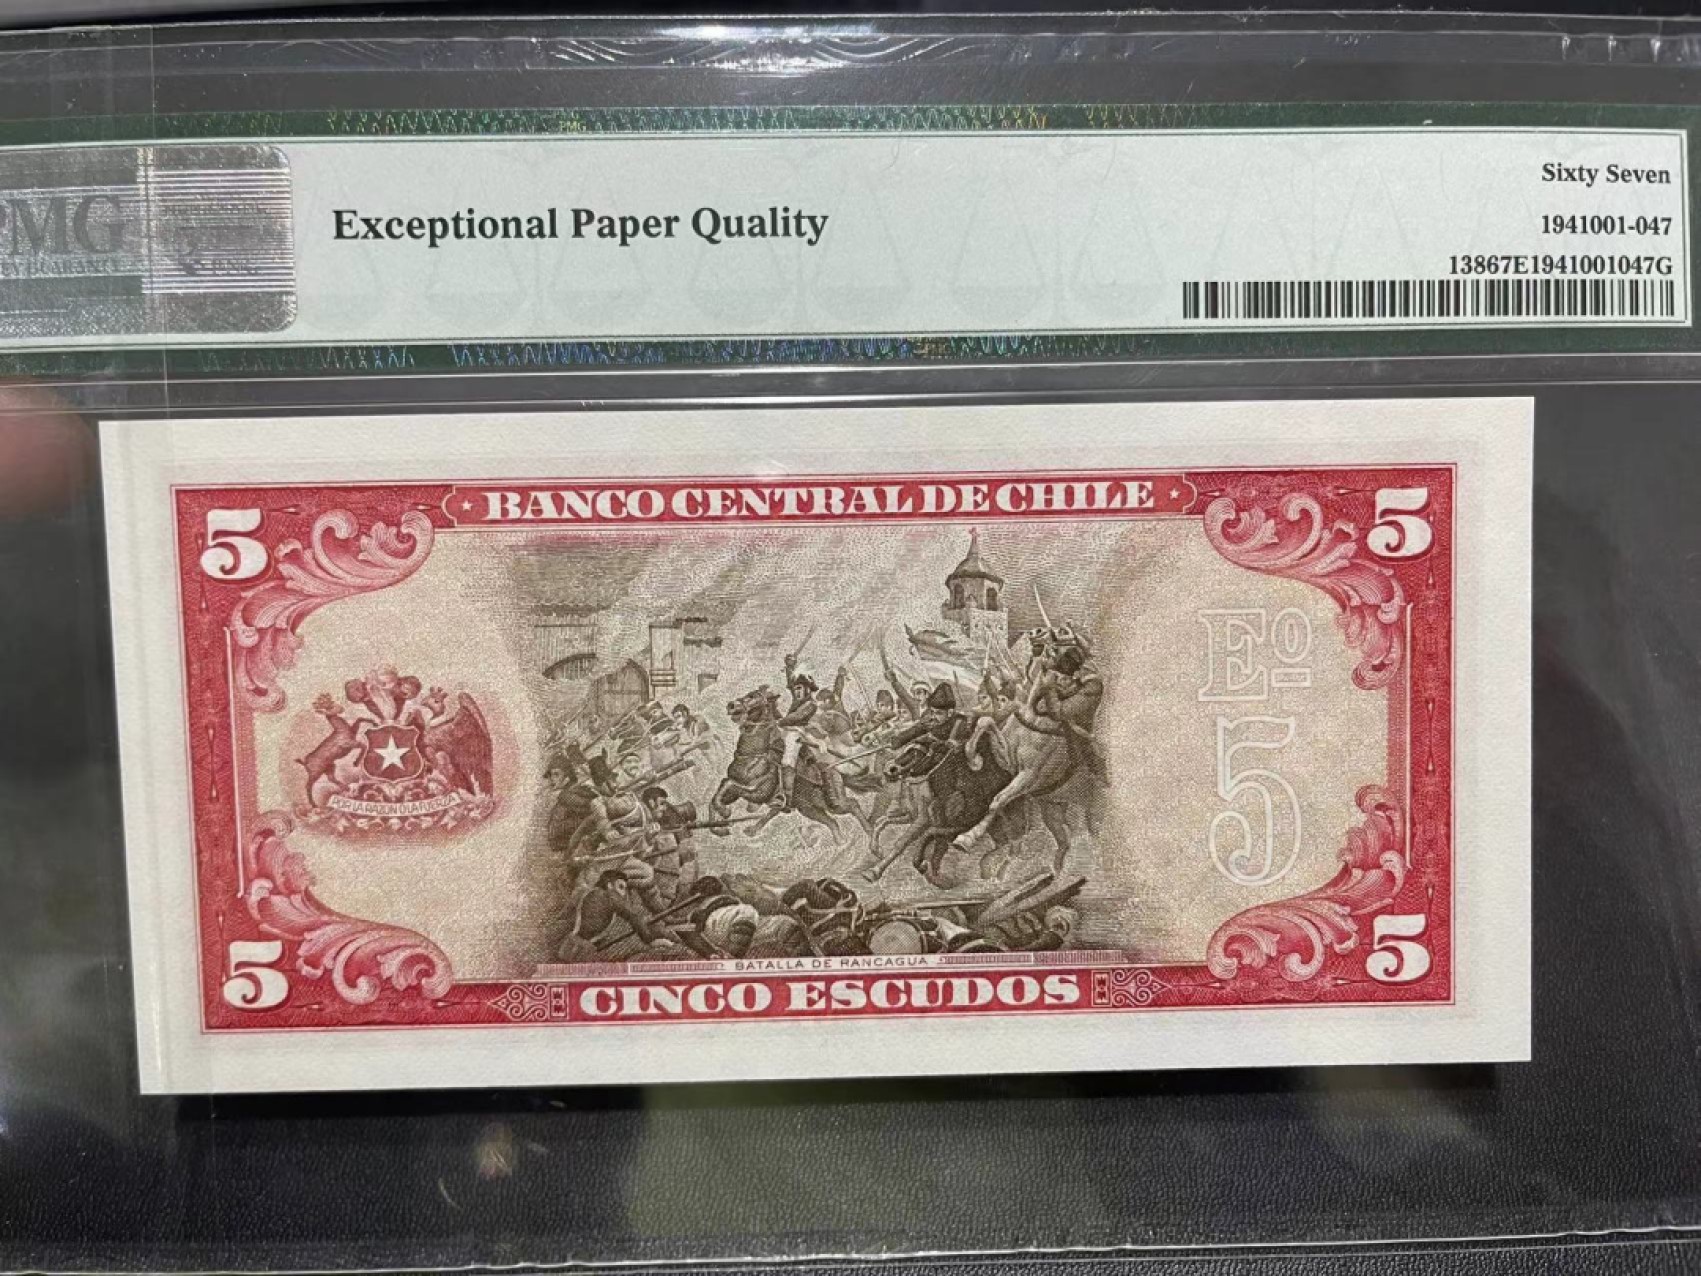 PMG
Exceptional Paper Quality
Sixty Seven
1941001-047
13867E1941001047G
5 BANCO CENTRAL DE CHILE 5
Eº
5
POR LA RAZON O LA FUERZA
BATALLA DE RANCAGUA
5 CINCO ESCUDOS 5